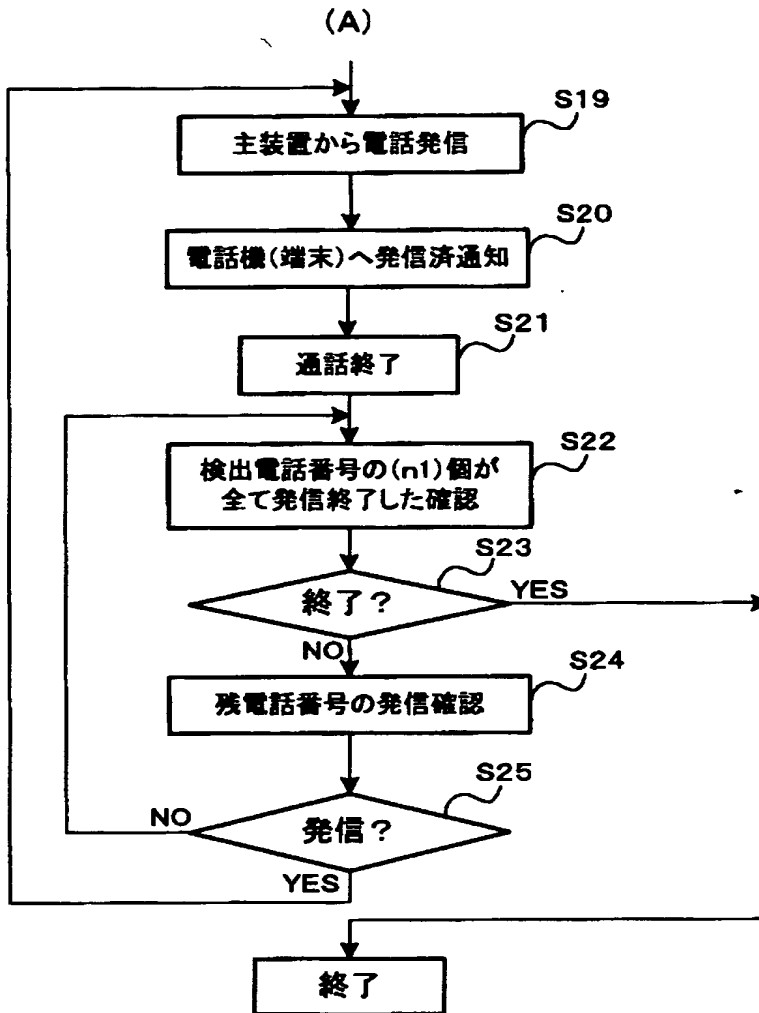 (A)
S19
主装置から電話発信
S20
電話機(端末)へ発信済通知
S21
通話終了
S22
検出電話番号の(n1)個が
全て発信終了した確認
S23
終了?
YES
NO
S24
残電話番号の発信確認
S25
NO
発信?
YES
終了